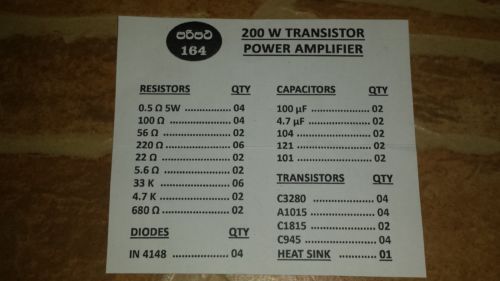 පරිපථ
164
200 W TRANSISTOR
POWER AMPLIFIER
RESISTORS QTY
0.5 Ω 5W .................. 04
100 Ω ........................ 04
56 Ω .......................... 02
220 Ω ........................ 06
22 Ω .......................... 02
5.6 Ω ......................... 02
33 K ........................... 06
4.7 K .......................... 02
680 Ω ........................ 02
DIODES QTY
IN 4148 ..................... 04
CAPACITORS QTY
100 µF ....................... 02
4.7 µF ........................ 02
104 ............................ 02
121 ............................ 02
101 ............................ 02
TRANSISTORS QTY
C3280 ........................ 04
A1015 ........................ 04
C1815 ........................ 02
C945 .......................... 04
HEAT SINK .......... 01